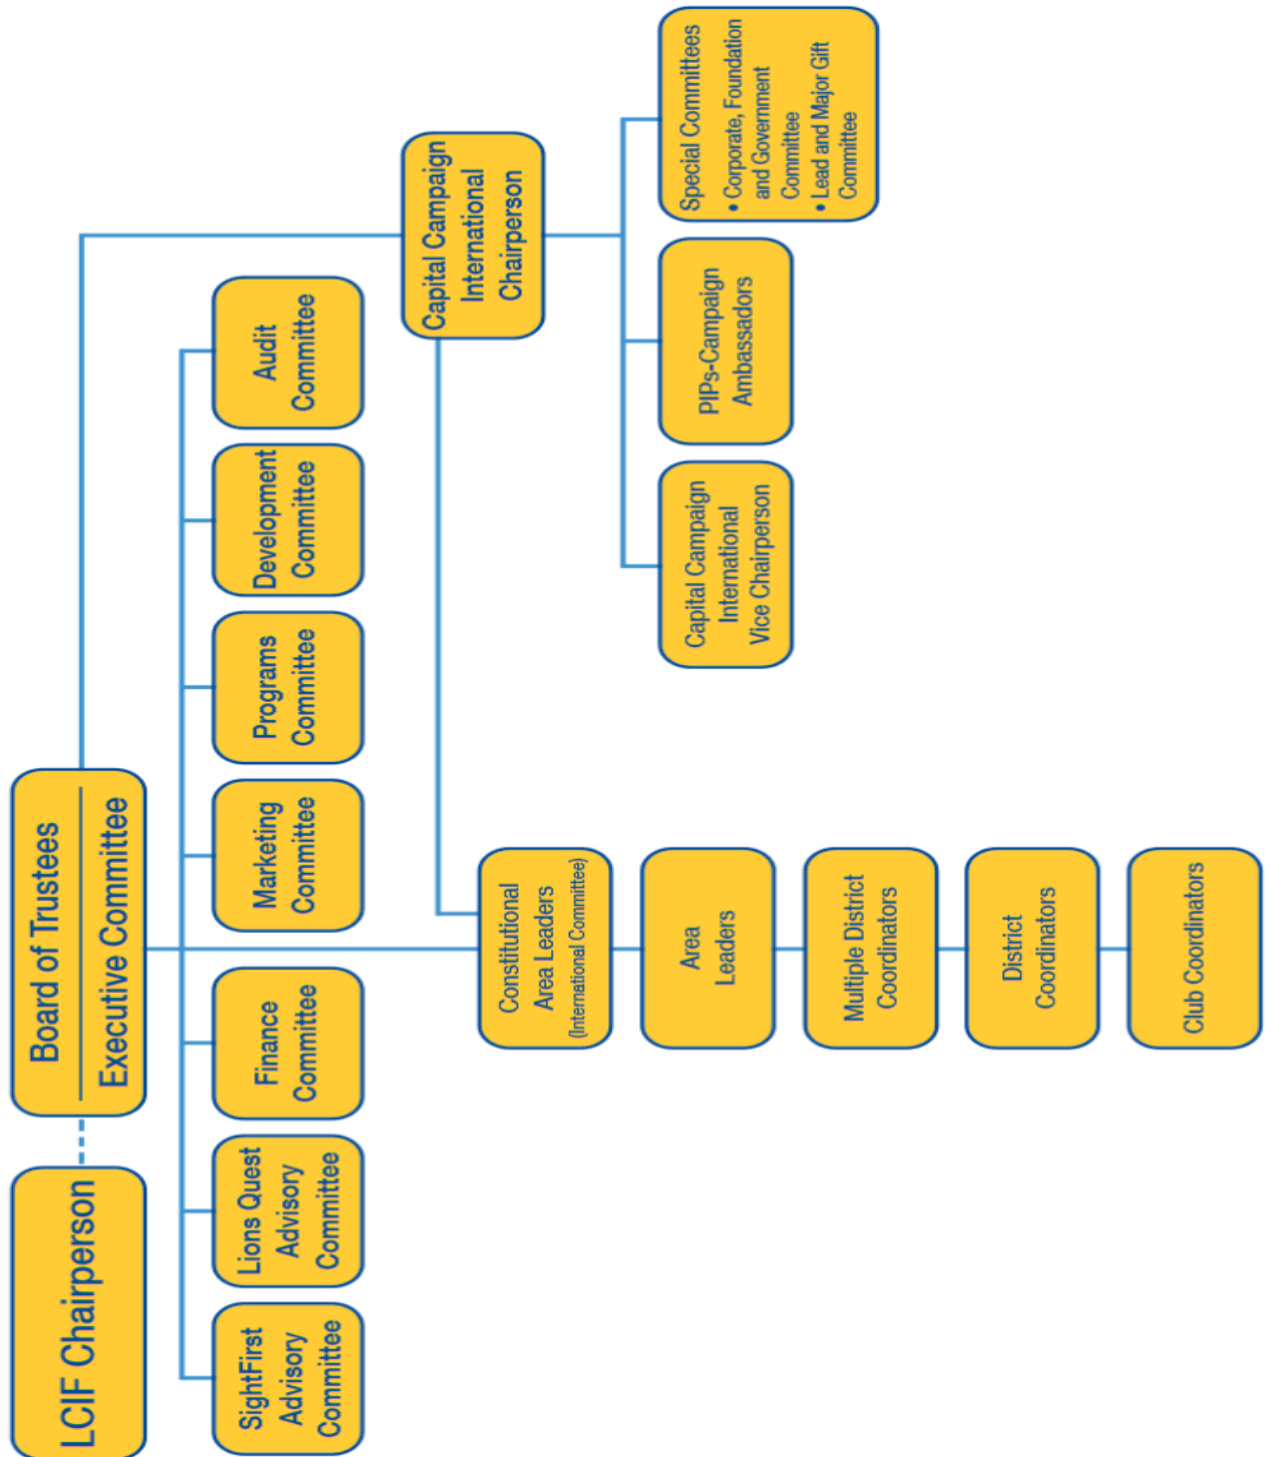 LCIF Chairperson
Board of Trustees
Executive Committee
SightFirst
Advisory
Committee
Lions Quest
Advisory
Committee
Finance
Committee
Marketing
Committee
Programs
Committee
Development
Committee
Audit
Committee
Capital Campaign
International
Chairperson
Constitutional
Area Leaders
(International Committee)
Area
Leaders
Multiple District
Coordinators
District
Coordinators
Club Coordinators
Capital Campaign
International
Vice Chairperson
PIPs-Campaign
Ambassadors
Special Committees
• Corporate, Foundation
and Government
Committee
• Lead and Major Gift
Committee